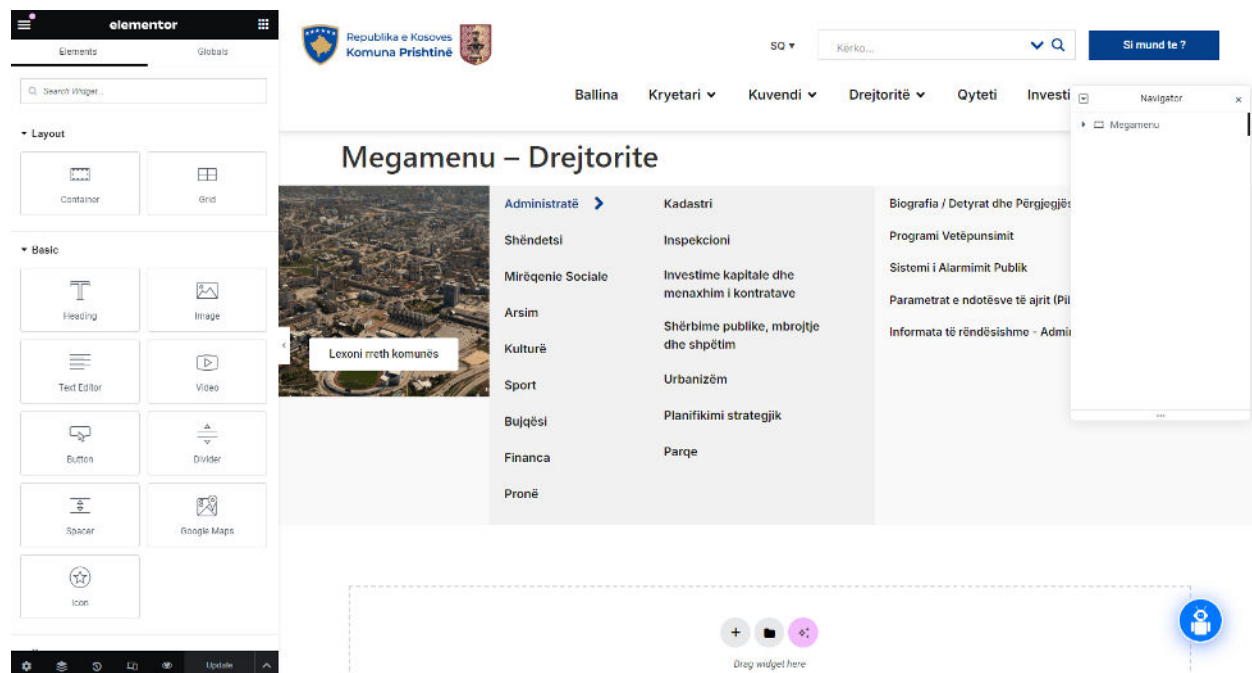 elementor
Elements
Globals
Search Widget...
Layout
Container
Grid
Basic
Heading
Image
Text Editor
Video
Button
Divider
Spacer
Google Maps
Icon
Update
Republika e Kosoves
Komuna Prishtinë
SQ
Kërko...
Si mund te ?
Ballina
Kryetari
Kuvendi
Drejtoritë
Qyteti
Investi
Megamenu – Drejtorite
Lexoni rreth komunës
Administratë
Shëndetsi
Mirëqenie Sociale
Arsim
Kulturë
Sport
Bujqësi
Financa
Pronë
Kadastri
Inspekcioni
Investime kapitale dhe
menaxhim i kontratave
Shërbime publike, mbrojtje
dhe shpëtim
Urbanizëm
Planifikimi strategjik
Parqe
Biografia / Detyrat dhe Përgjegjës
Programi Vetëpunsimit
Sistemi i Alarmimit Publik
Parametrat e ndotësve të ajrit (Pil
Informata të rëndësishme - Admi
Navigator
Megamenu
Drag widget here